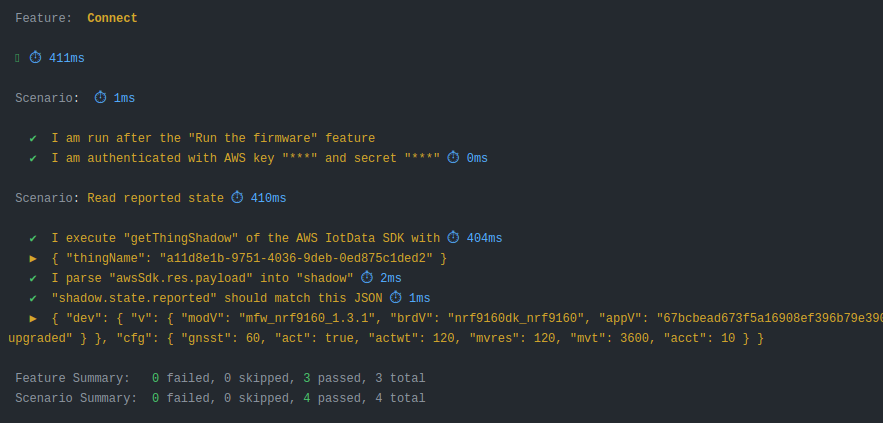 Feature: Connect
⏱ 411ms
Scenario: ⏱ 1ms
✔ I am run after the "Run the firmware" feature
✔ I am authenticated with AWS key "***" and secret "***" ⏱ 0ms
Scenario: Read reported state ⏱ 410ms
✔ I execute "getThingShadow" of the AWS IotData SDK with ⏱ 404ms
▶ { "thingName": "a11d8e1b-9751-4036-9deb-0ed875c1ded2" }
✔ I parse "awsSdk.res.payload" into "shadow" ⏱ 2ms
✔ "shadow.state.reported" should match this JSON ⏱ 1ms
▶ { "dev": { "v": { "modV": "mfw_nrf9160_1.3.1", "brdV": "nrf9160dk_nrf9160", "appV": "67bcbead673f5a16908ef396b79e390
upgraded" } }, "cfg": { "gnsst": 60, "act": true, "actwt": 120, "mvres": 120, "mvt": 3600, "acct": 10 } }
Feature Summary: 0 failed, 0 skipped, 3 passed, 3 total
Scenario Summary: 0 failed, 0 skipped, 4 passed, 4 total